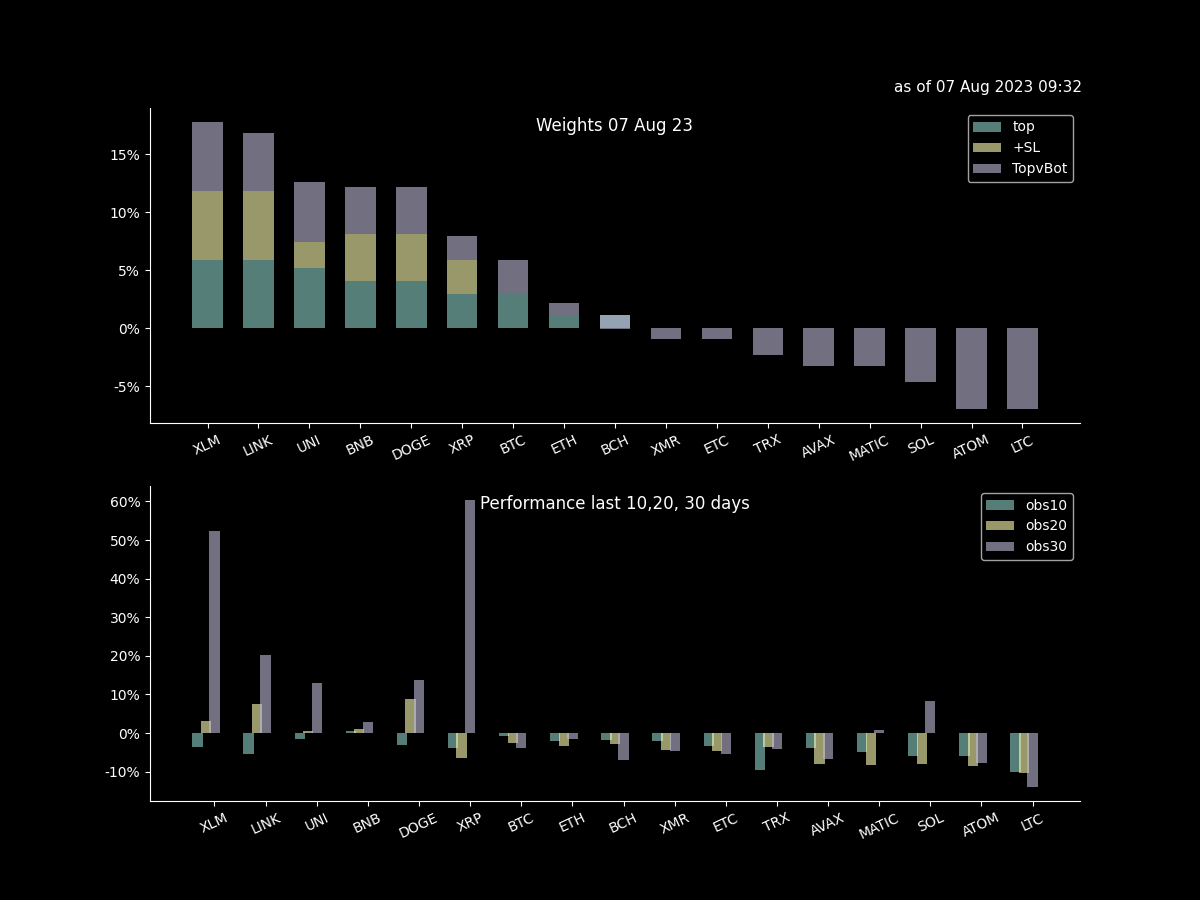 as of 07 Aug 2023 09:32
Weights 07 Aug 23
top
+SL
TopvBot
15%
10%
5%
0%
-5%
XLM LINK UNI BNB DOGE XRP BTC ETH BCH XMR ETC TRX AVAX MATIC SOL ATOM LTC
Performance last 10,20, 30 days
obs10
obs20
obs30
60%
50%
40%
30%
20%
10%
0%
-10%
XLM LINK UNI BNB DOGE XRP BTC ETH BCH XMR ETC TRX AVAX MATIC SOL ATOM LTC